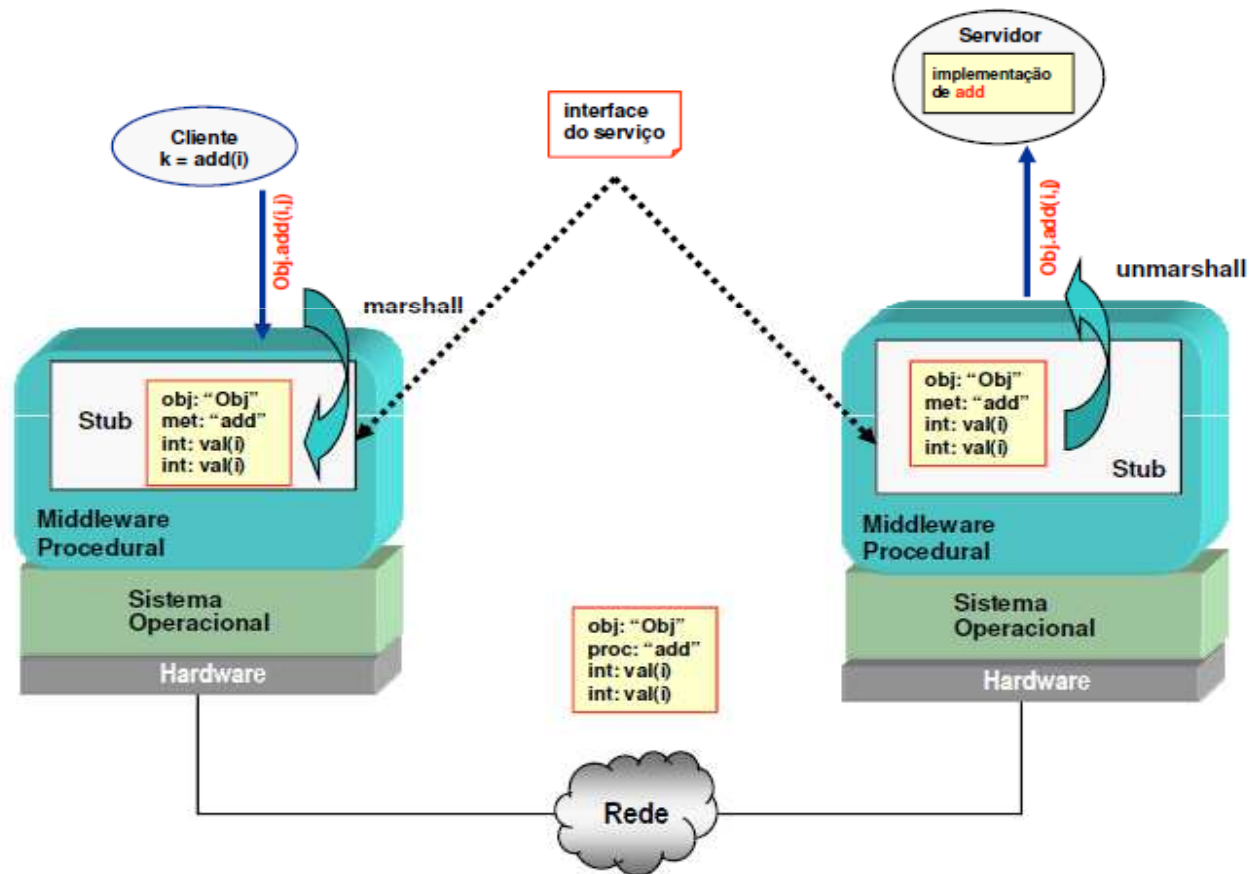 Servidor
implementação
de add
interface
do serviço
Cliente
k = add(i)
Obj.add(i,j)
Obj.add(i,j)
marshall
unmarshall
Stub
obj: “Obj”
met: “add”
int: val(i)
int: val(i)
obj: “Obj”
met: “add”
int: val(i)
int: val(i)
Stub
Middleware
Procedural
Middleware
Procedural
Sistema
Operacional
Sistema
Operacional
obj: “Obj”
proc: “add”
int: val(i)
int: val(i)
Hardware
Hardware
Rede